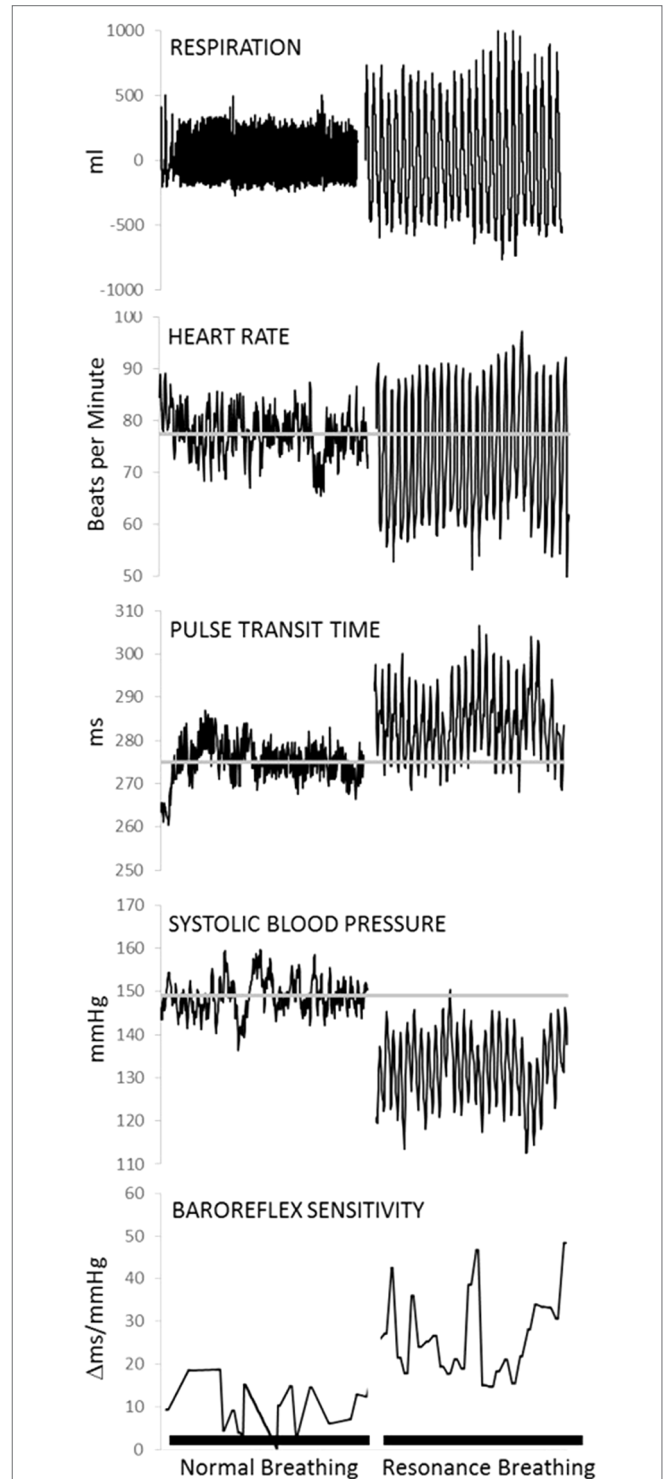 RESPIRATION
1000
500
0
-500
-1000
ml
HEART RATE
100
90
80
70
60
50
Beats per Minute
PULSE TRANSIT TIME
310
300
290
280
270
260
250
ms
SYSTOLIC BLOOD PRESSURE
170
160
150
140
130
120
110
mmHg
BAROREFLEX SENSITIVITY
60
50
40
30
20
10
0
Δms/mmHg
Normal Breathing Resonance Breathing